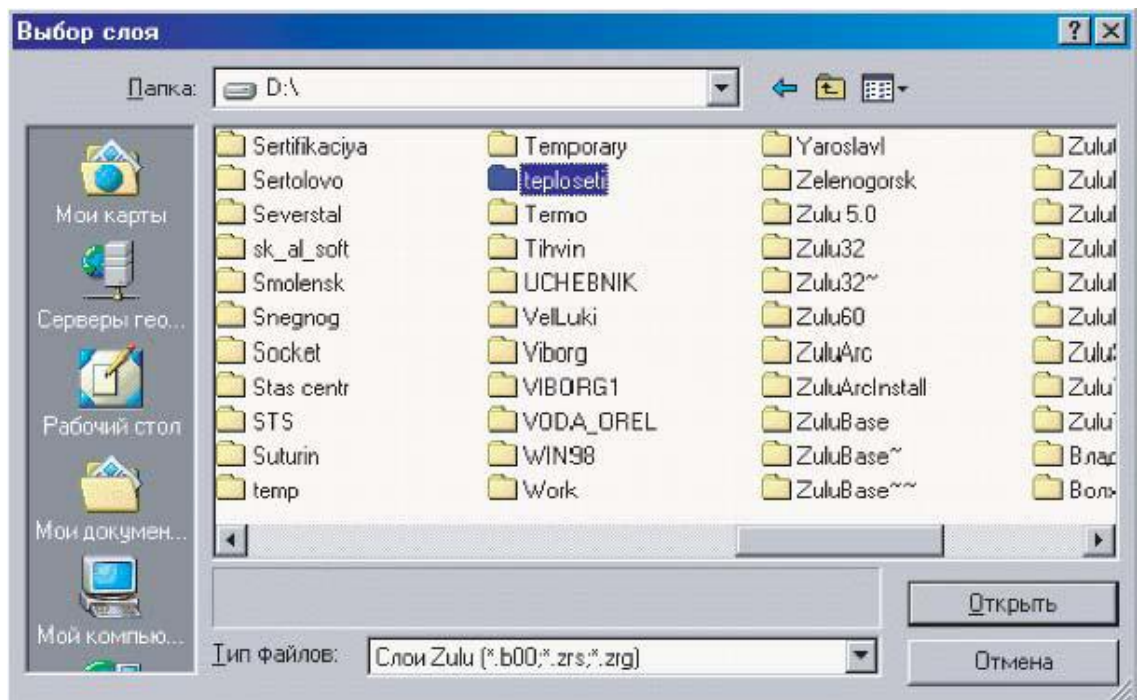 Выбор слоя
Папка: D:\
Мои карты
Серверы гео...
Рабочий стол
Мои докумен...
Мой компью...
Sertifikaciya
Sertolovo
Severstal
sk_al_soft
Smolensk
Snegnog
Socket
Stas centr
STS
Suturin
temp
Temporary
teploseti
Termo
Tihvin
UCHEBNIK
VelLuki
Viborg
VIBORG1
VODA_OREL
WIN98
Work
Yaroslavl
Zelenogorsk
Zulu 5.0
Zulu32
Zulu32~
Zulu60
ZuluArc
ZuluArcInstall
ZuluBase
ZuluBase~
ZuluBase~~
Открыть
Тип файлов: Слои Zulu (*.b00;*.zrs;*.zrg)
Отмена